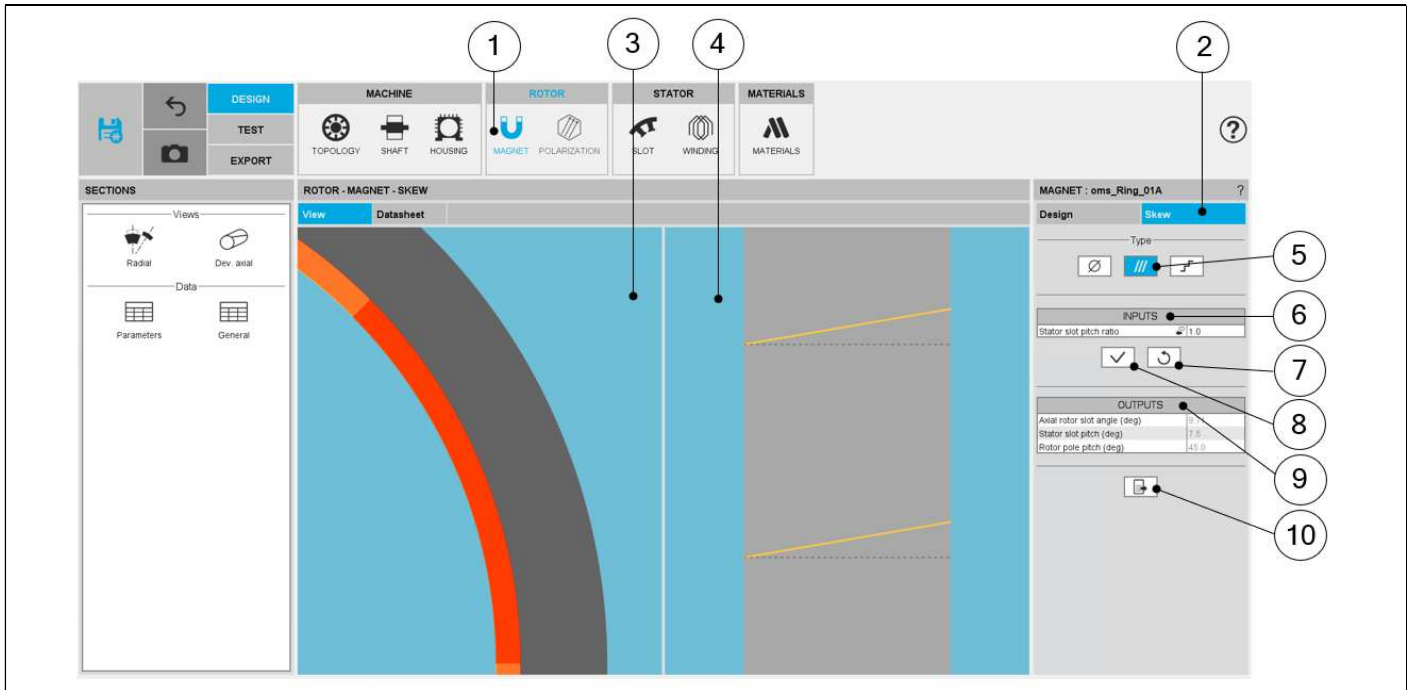 1
3
4
2
DESIGN
TEST
EXPORT
MACHINE
ROTOR
STATOR
MATERIALS
TOPOLOGY
SHAFT
HOUSING
MAGNET
POLARIZATION
SLOT
WINDING
MATERIALS
?
SECTIONS
ROTOR - MAGNET - SKEW
MAGNET : oms_Ring_01A ?
View
Datasheet
Design
Skew
Views
Radial
Dev. axial
Data
Parameters
General
Type
5
INPUTS
6
Stator slot pitch ratio 1.0
7
8
OUTPUTS
8
Axial rotor slot angle (deg)
Stator slot pitch (deg) 7.5
Rotor pole pitch (deg) 45.0
9
10